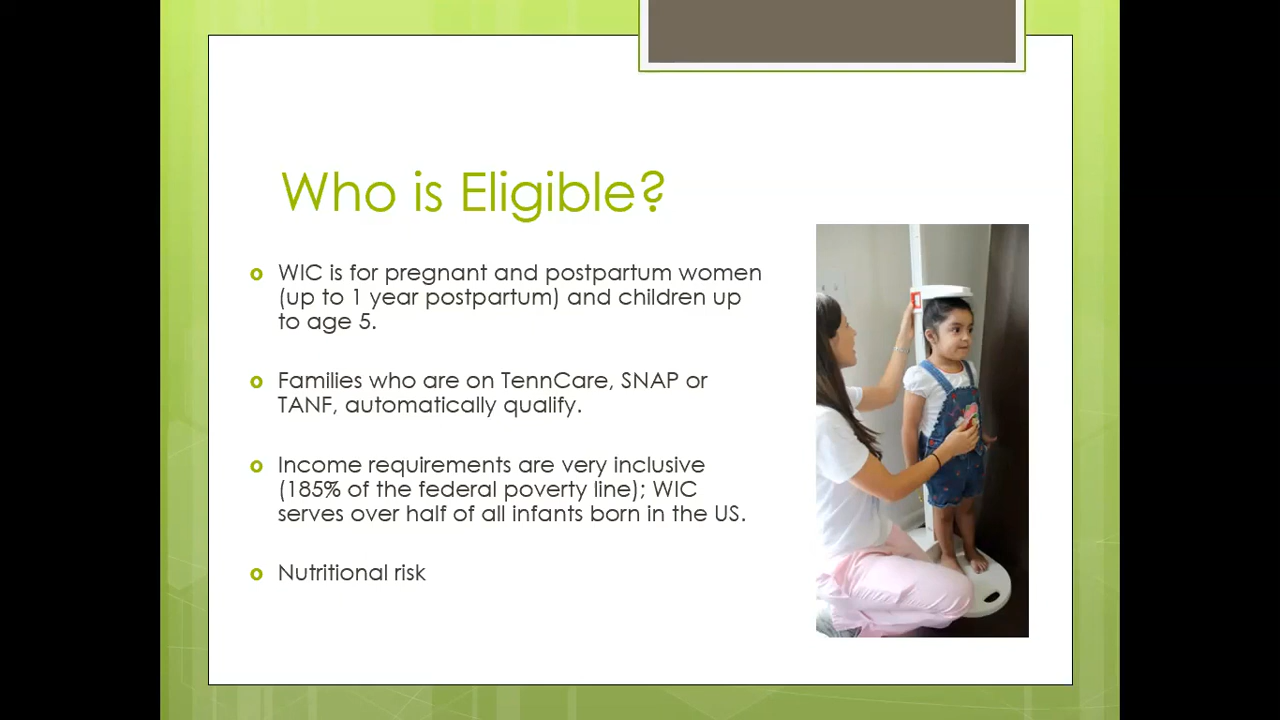 Who is Eligible?
WIC is for pregnant and postpartum women
(up to 1 year postpartum) and children up
to age 5.
Families who are on TennCare, SNAP or
TANF, automatically qualify.
Income requirements are very inclusive
(185% of the federal poverty line); WIC
serves over half of all infants born in the US.
Nutritional risk